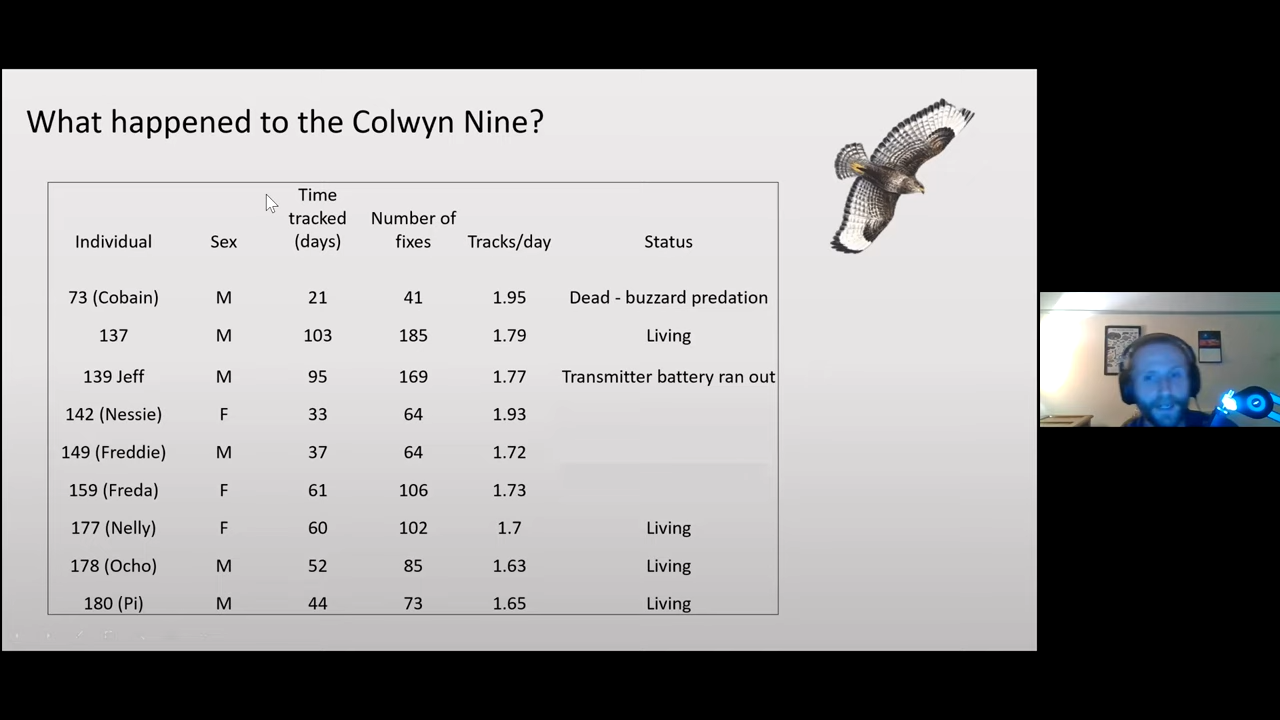 What happened to the Colwyn Nine?
Individual Sex Time tracked (days) Number of fixes Tracks/day Status
73 (Cobain) M 21 41 1.95 Dead - buzzard predation
137 M 103 185 1.79 Living
139 Jeff M 95 169 1.77 Transmitter battery ran out
142 (Nessie) F 33 64 1.93
149 (Freddie) M 37 64 1.72
159 (Freda) F 61 106 1.73
177 (Nelly) F 60 102 1.7 Living
178 (Ocho) M 52 85 1.63 Living
180 (Pi) M 44 73 1.65 Living